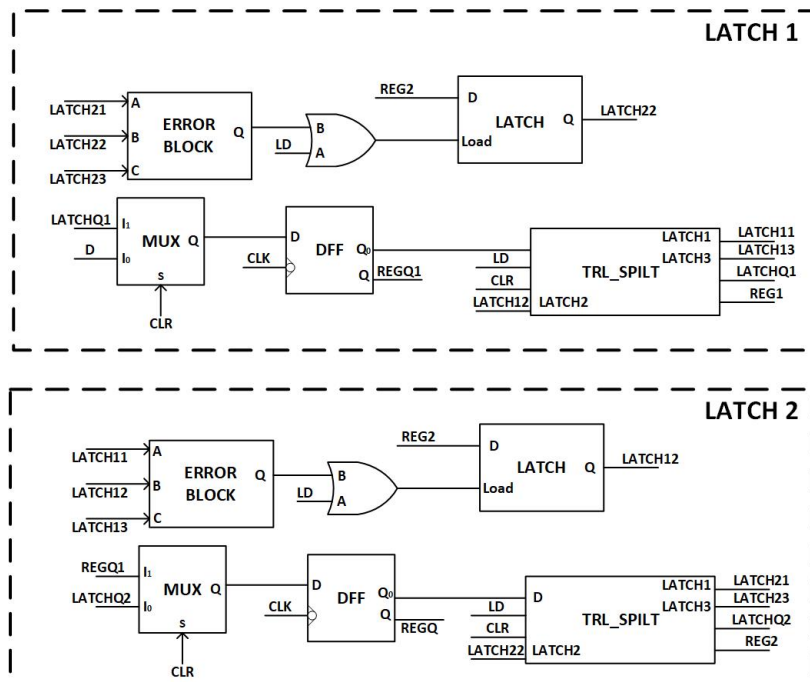 LATCH 1
REG2
D
LATCH
Q
LATCH22
Load
LATCH21
A
LATCH22
B
LATCH23
C
ERROR
BLOCK
Q
B
LD
A
LATCHQ1
I₁
D
I₀
MUX
Q
s
CLR
D
DFF
CLK
Q₀
Q
REGQ1
LD
CLR
LATCH12
LATCH2
TRL_SPILT
LATCH1
LATCH11
LATCH3
LATCH13
LATCHQ1
REG1
LATCH 2
REG2
D
LATCH
Q
LATCH12
Load
LATCH11
A
LATCH12
B
LATCH13
C
ERROR
BLOCK
Q
B
LD
A
REGQ1
I₁
LATCHQ2
I₀
MUX
Q
s
CLR
D
DFF
CLK
Q₀
Q
REGQ
D
LD
CLR
LATCH22
LATCH2
TRL_SPILT
LATCH1
LATCH21
LATCH3
LATCH23
LATCHQ2
REG2